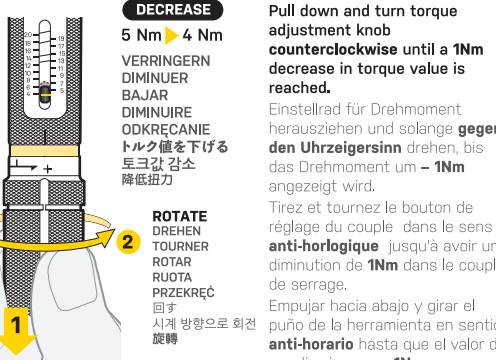 DECREASE
5 Nm 4 Nm
VERRINGERN
DIMINUER
BAJAR
DIMINUIRE
ODKRĘCANIE
トルク値を下げる
토크값 감소
降低扭力
− +
1
2
ROTATE
DREHEN
TOURNER
ROTAR
RUOTA
PRZEKRĘĆ
回す
시계 방향으로 회전
旋轉
Pull down and turn torque
adjustment knob
counterclockwise until a 1Nm
decrease in torque value is
reached.
Einstellrad für Drehmoment
herausziehen und solange gegen
den Uhrzeigersinn drehen, bis
das Drehmoment um – 1Nm
angezeigt wird.
Tirez et tournez le bouton de
réglage du couple dans le sens
anti-horlogique jusqu'à avoir un
diminution de 1Nm dans le coupl
de serrage.
Empujar hacia abajo y girar el
puño de la herramienta en
anti-horario hasta que el valor d